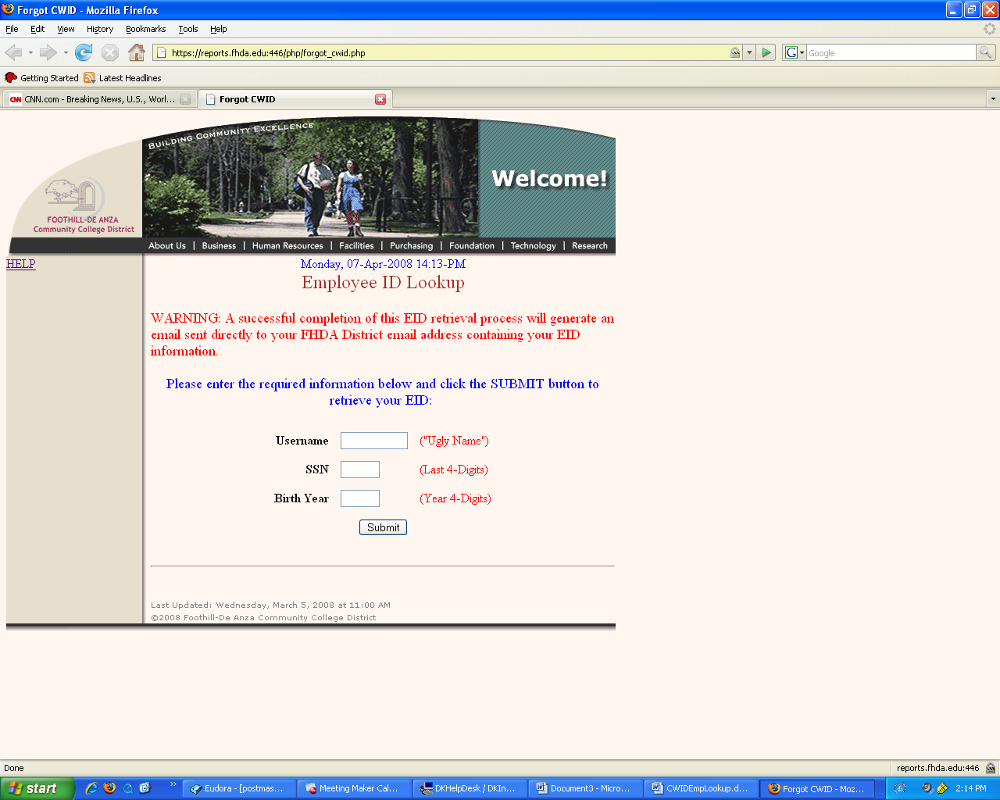 Forgot CWID - Mozilla Firefox
File Edit View History Bookmarks Tools Help
https://reports.fhda.edu:446/php/forgot_cwid.php
G Google
Getting Started Latest Headlines
CNN CNN.com - Breaking News, U.S., Worl... Forgot CWID
BUILDING COMMUNITY EXCELLENCE
Welcome!
FOOTHILL-DE ANZA
Community College District
About Us | Business | Human Resources | Facilities | Purchasing | Foundation | Technology | Research
HELP
Monday, 07-Apr-2008 14:13-PM
Employee ID Lookup
WARNING: A successful completion of this EID retrieval process will generate an
email sent directly to your FHDA District email address containing your EID
information.
Please enter the required information below and click the SUBMIT button to
retrieve your EID:
Username ("Ugly Name")
SSN (Last 4-Digits)
Birth Year (Year 4-Digits)
Submit
Last Updated: Wednesday, March 5, 2008 at 11:00 AM
©2008 Foothill-De Anza Community College District
Done reports.fhda.edu:446
start Eudora - [postmas... Meeting Maker Cal... DKHelpDesk / DKIn... Document3 - Micro... CWIDEmpLookup.d... Forgot CWID - Moz... 2:14 PM